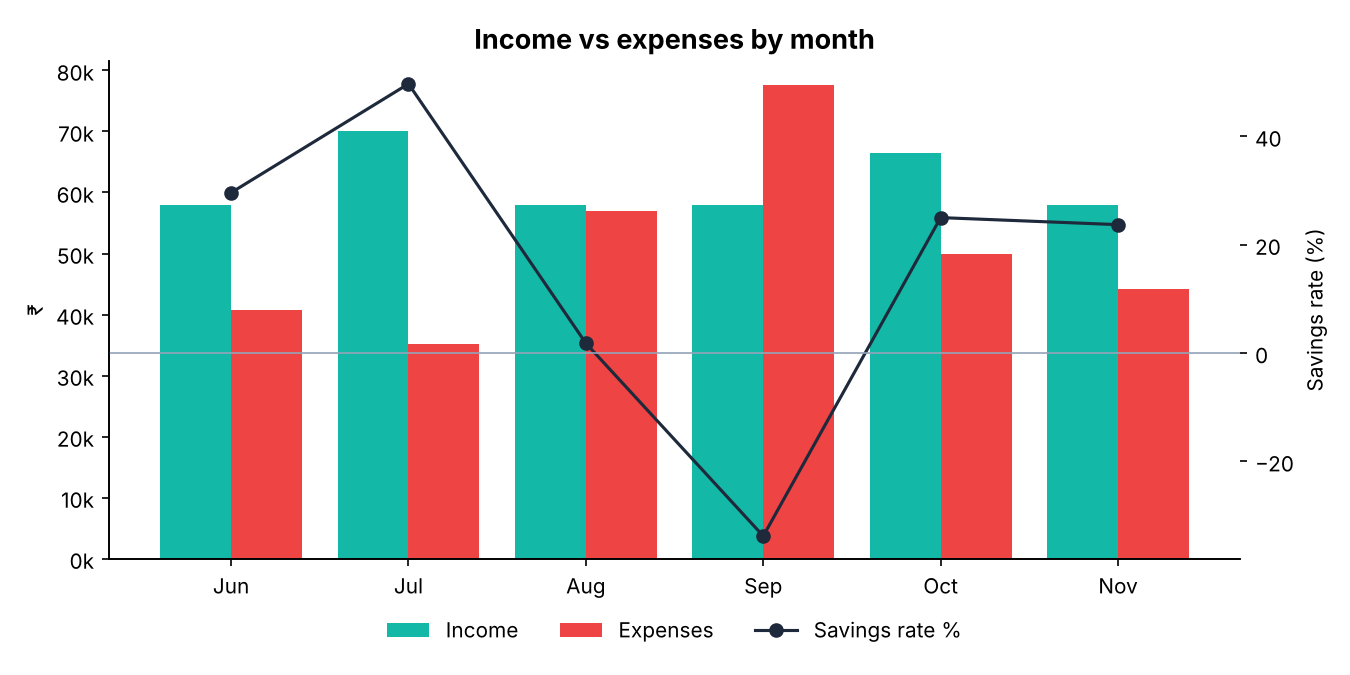 Income vs expenses by month
80k
70k
60k
50k
40k
30k
20k
10k
0k
₹
40
20
0
−20
Savings rate (%)
Jun Jul Aug Sep Oct Nov
Income Expenses Savings rate %